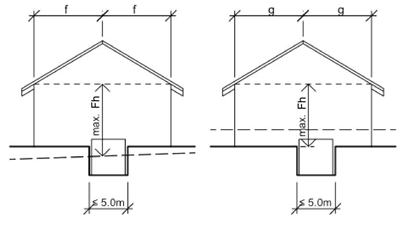 f f g g
max. Fh max. Fh
≤ 5.0m ≤ 5.0m